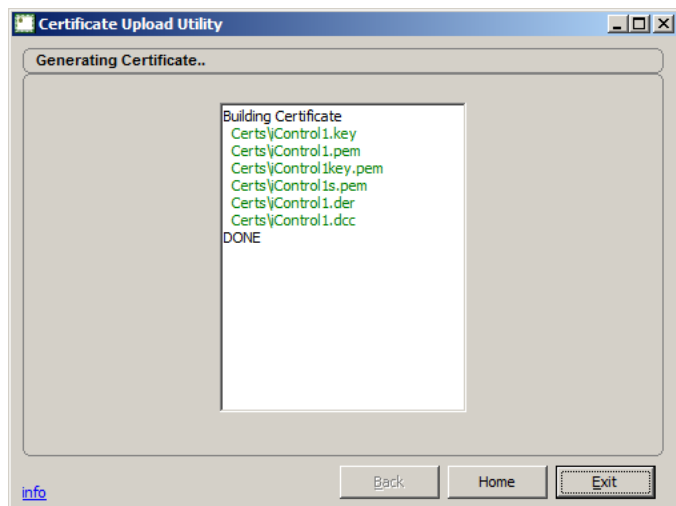 Certificate Upload Utility
Generating Certificate..
Building Certificate
Certs\iControl1.key
Certs\iControl1.pem
Certs\iControl1key.pem
Certs\iControl1s.pem
Certs\iControl1.der
Certs\iControl1.dcc
DONE
info
Back
Home
Exit